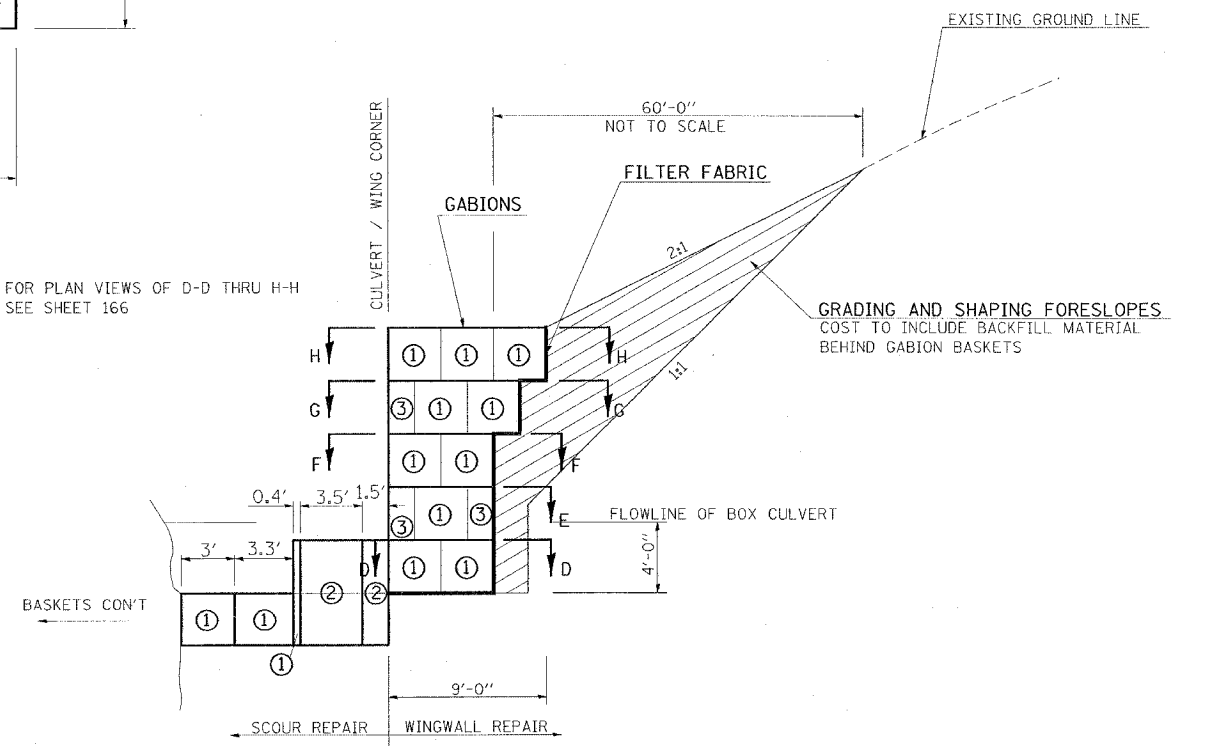 EXISTING GROUND LINE
60'-0"
NOT TO SCALE
CULVERT / WING CORNER
FILTER FABRIC
GABIONS
2:1
FOR PLAN VIEWS OF D-D THRU H-H
SEE SHEET 166
GRADING AND SHAPING FORESLOPES
COST TO INCLUDE BACKFILL MATERIAL
BEHIND GABION BASKETS
1:1
H 1 1 1 H
G 3 1 1 G
F 1 1 F
0.4' 3.5' 1.5'
3 1 3 E
FLOWLINE OF BOX CULVERT
3' 3.3'
D 1 1 D
4'-0"
2 2
BASKETS CON'T
1 1
1
9'-0"
SCOUR REPAIR WINGWALL REPAIR